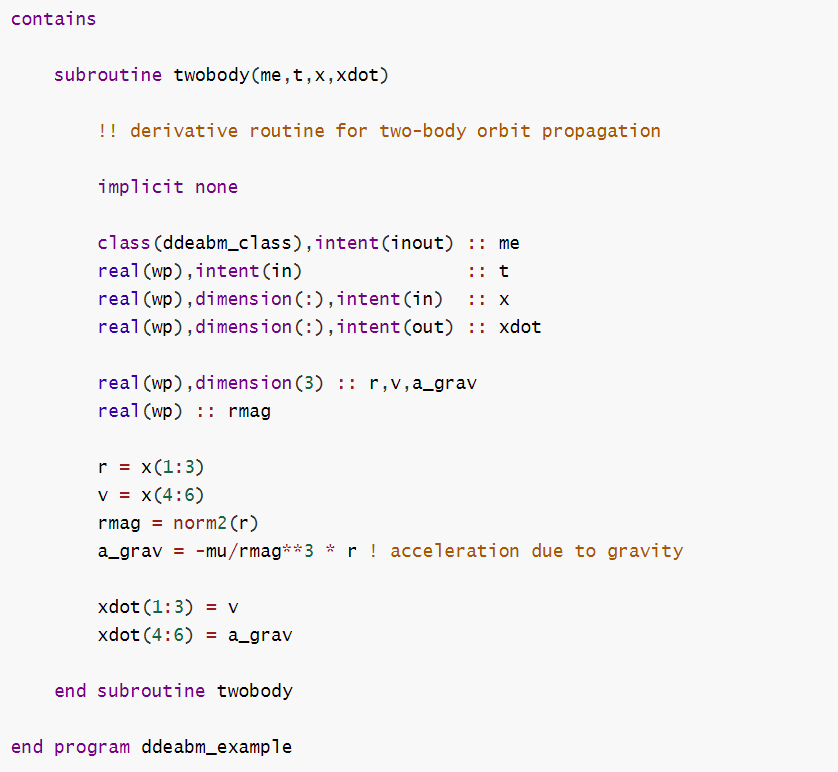 contains
subroutine twobody(me,t,x,xdot)
!! derivative routine for two-body orbit propagation
implicit none
class(ddeabm_class),intent(inout) :: me
real(wp),intent(in)               :: t
real(wp),dimension(:),intent(in)  :: x
real(wp),dimension(:),intent(out) :: xdot
real(wp),dimension(3) :: r,v,a_grav
real(wp) :: rmag
r = x(1:3)
v = x(4:6)
rmag = norm2(r)
a_grav = -mu/rmag**3 * r ! acceleration due to gravity
xdot(1:3) = v
xdot(4:6) = a_grav
end subroutine twobody
end program ddeabm_example